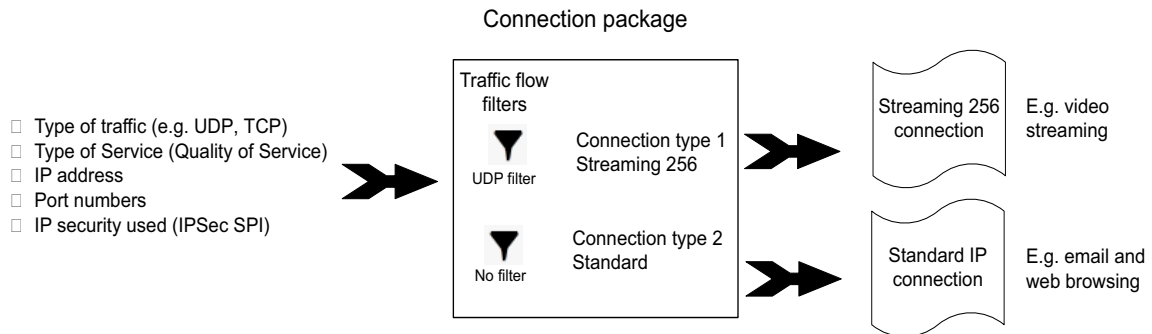 Connection package
Type of traffic (e.g. UDP, TCP)
Type of Service (Quality of Service)
IP address
Port numbers
IP security used (IPSec SPI)
Traffic flow
filters
UDP filter
Connection type 1
Streaming 256
No filter
Connection type 2
Standard
Streaming 256
connection
E.g. video
streaming
Standard IP
connection
E.g. email and
web browsing